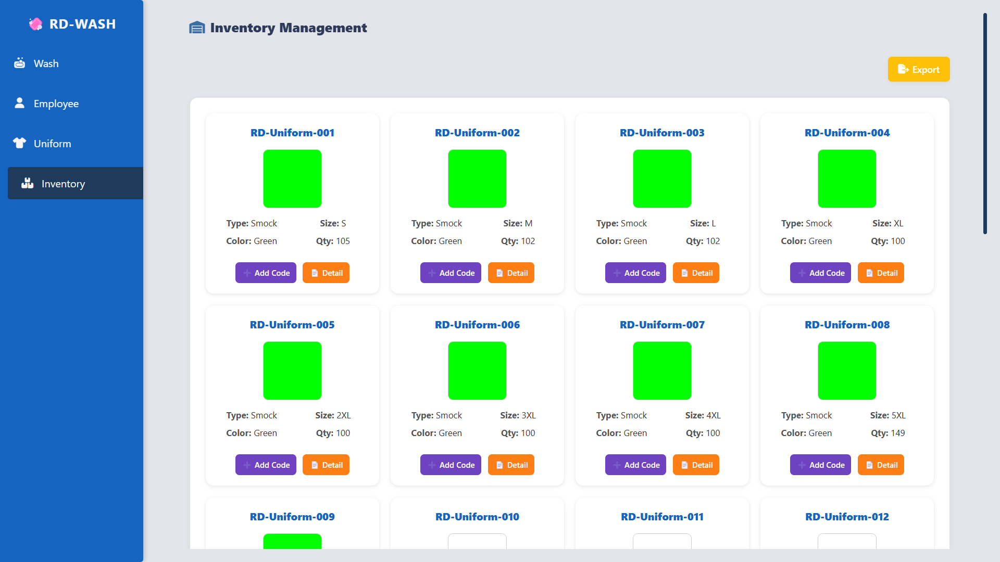 RD-WASH
Wash
Employee
Uniform
Inventory
Inventory Management
Export
RD-Uniform-001
Type: Smock Size: S
Color: Green Qty: 105
Add Code Detail
RD-Uniform-002
Type: Smock Size: M
Color: Green Qty: 102
Add Code Detail
RD-Uniform-003
Type: Smock Size: L
Color: Green Qty: 102
Add Code Detail
RD-Uniform-004
Type: Smock Size: XL
Color: Green Qty: 100
Add Code Detail
RD-Uniform-005
Type: Smock Size: 2XL
Color: Green Qty: 100
Add Code Detail
RD-Uniform-006
Type: Smock Size: 3XL
Color: Green Qty: 100
Add Code Detail
RD-Uniform-007
Type: Smock Size: 4XL
Color: Green Qty: 100
Add Code Detail
RD-Uniform-008
Type: Smock Size: 5XL
Color: Green Qty: 149
Add Code Detail
RD-Uniform-009
RD-Uniform-010
RD-Uniform-011
RD-Uniform-012